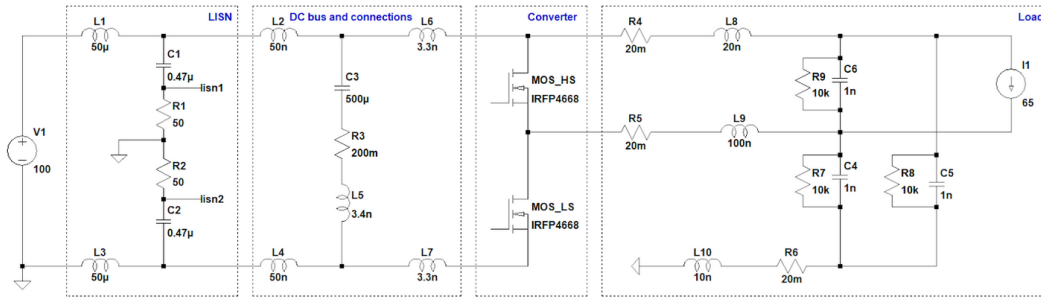 LISN
DC bus and connections
Converter
Load
L1
50µ
L2
50n
L6
3.3n
R4
20m
L8
20n
C1
0.47µ
lisn1
R1
50
C3
500µ
MOS_HS
IRFP4668
R9
10k
C6
1n
I1
65
V1
100
R3
200m
R5
20m
L9
100n
R2
50
lisn2
C2
0.47µ
L5
3.4n
MOS_LS
IRFP4668
R7
10k
C4
1n
R8
10k
C5
1n
L3
50µ
L4
50n
L7
3.3n
L10
10n
R6
20m